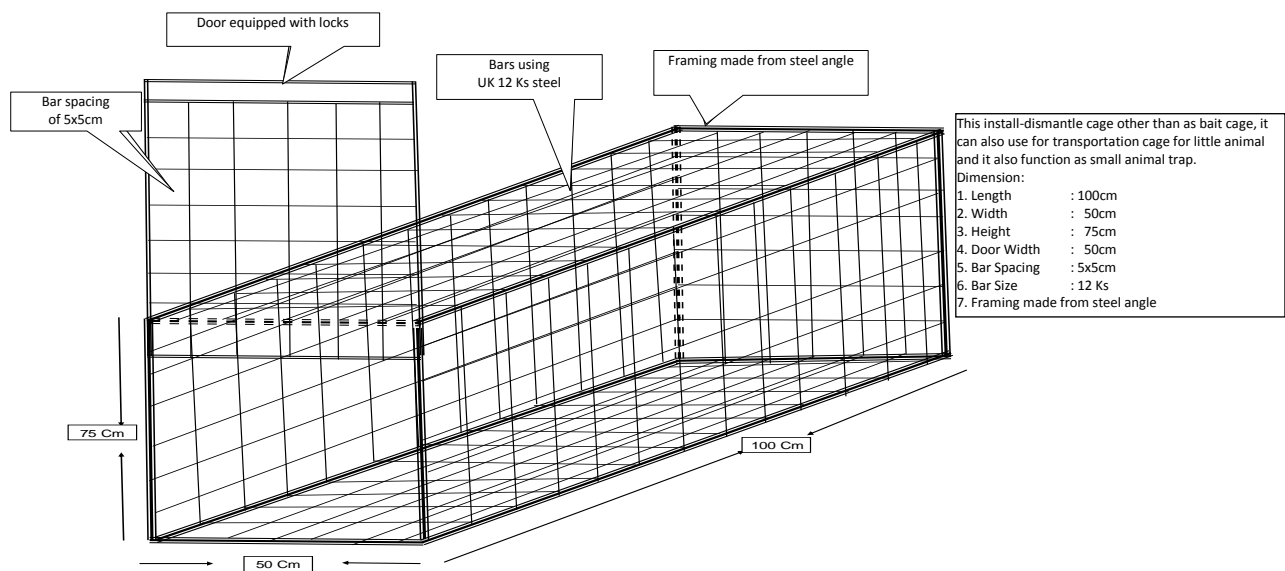 Door equipped with locks
Bar spacing
of 5x5cm
Bars using
UK 12 Ks steel
Framing made from steel angle
This install-dismantle cage other than as bait cage, it
can also use for transportation cage for little animal
and it also function as small animal trap.
Dimension:
1. Length : 100cm
2. Width : 50cm
3. Height : 75cm
4. Door Width : 50cm
5. Bar Spacing : 5x5cm
6. Bar Size : 12 Ks
7. Framing made from steel angle
75 Cm
100 Cm
50 Cm